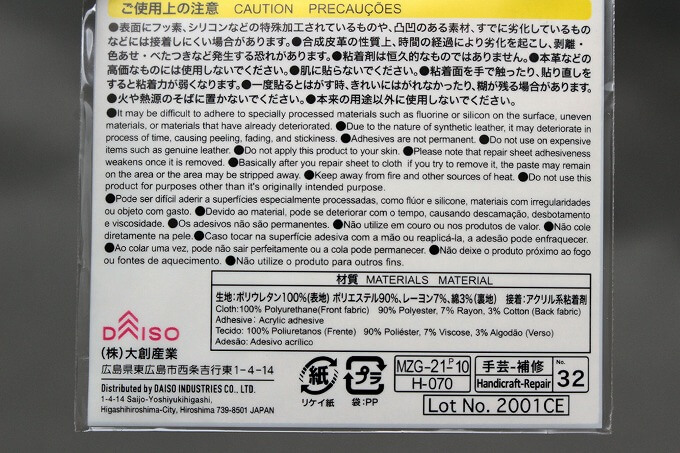 ご使用上の注意 CAUTION PRECAUÇÕES
●表面にフッ素、シリコンなどの特殊加工されているものや、凸凹のある素材、すでに劣化しているもの
などには接着しにくい場合があります。●合成皮革の性質上、時間の経過により劣化を起こし、剥離・
色あせ・べたつきなど発生する恐れがあります。●粘着剤は恒久的なものではありません。●本革などの
高価なものには使用しないでください。●肌に貼らないでください。●粘着面を手で触ったり、貼り直しを
すると粘着力が弱くなります。●一度貼るとはがす時、きれいにはがれなかったり、糊が残る場合があります。
●火や熱源のそばに置かないでください。●本来の用途以外に使用しないでください。
●It may be difficult to adhere to specially processed materials such as fluorine or silicon on the surface, uneven
materials, or materials that have already deteriorated. ●Due to the nature of synthetic leather, it may deteriorate in
process of time, causing peeling, fading, and stickiness. ●Adhesives are not permanent. ●Do not use on expensive
items such as genuine leather. ●Do not apply this product to your skin. ●Please note that repair sheet adhesiveness
weakens once it is removed. ●Basically after you repair sheet to cloth if you try to remove it, the paste may remain
on the area or the area may be stripped away. ●Keep away from fire and other sources of heat. ●Do not use this
product for purposes other than it's originally intended purpose.
●Pode ser difícil aderir a superfícies especialmente processadas, como flúor e silicone, materiais com irregularidades
ou objeto com gasto. ●Devido ao material, pode se deteriorar com o tempo, causando descamação, desbotamento
e viscosidade. ●Os adesivos não são permanentes. ●Não utilize em couro ou nos produtos de valor. ●Não cole
diretamente na pele.●Caso tocar na superfície adesiva com a mão ou reaplicá-la, a adesão pode enfraquecer.
●Ao colar uma vez, pode não sair perfeitamente ou a cola pode permanecer. ●Não deixe o produto próximo ao fogo
ou fontes de aquecimento. ●Não utilize o produto para outros fins.
材質 MATERIALS MATERIAL
生地:ポリウレタン100%(表地) ポリエステル90%、レーヨン7%、綿3%(裏地) 接着:アクリル系粘着剤
Cloth:100% Polyurethane(Front fabric) 90% Polyester, 7% Rayon, 3% Cotton (Back fabric)
Adhesive: Acrylic adhesive
Tecido: 100% Poliuretanos (Frente) 90% Poliéster, 7% Viscose, 3% Algodão (Verso)
Adesão: Adesivo acrílico
DAISO
(株)大創産業
広島県東広島市西条吉行東1-4-14
Distributed by DAISO INDUSTRIES CO., LTD.
1-4-14 Saijo-Yoshiyukihigashi,
Higashihiroshima-City, Hiroshima 739-8501 JAPAN
紙
リケイ紙
プラ
袋:PP
MZG-21-P10
H-070
手芸-補修
Handicraft-Repair
No.
32
Lot No. 2001CE